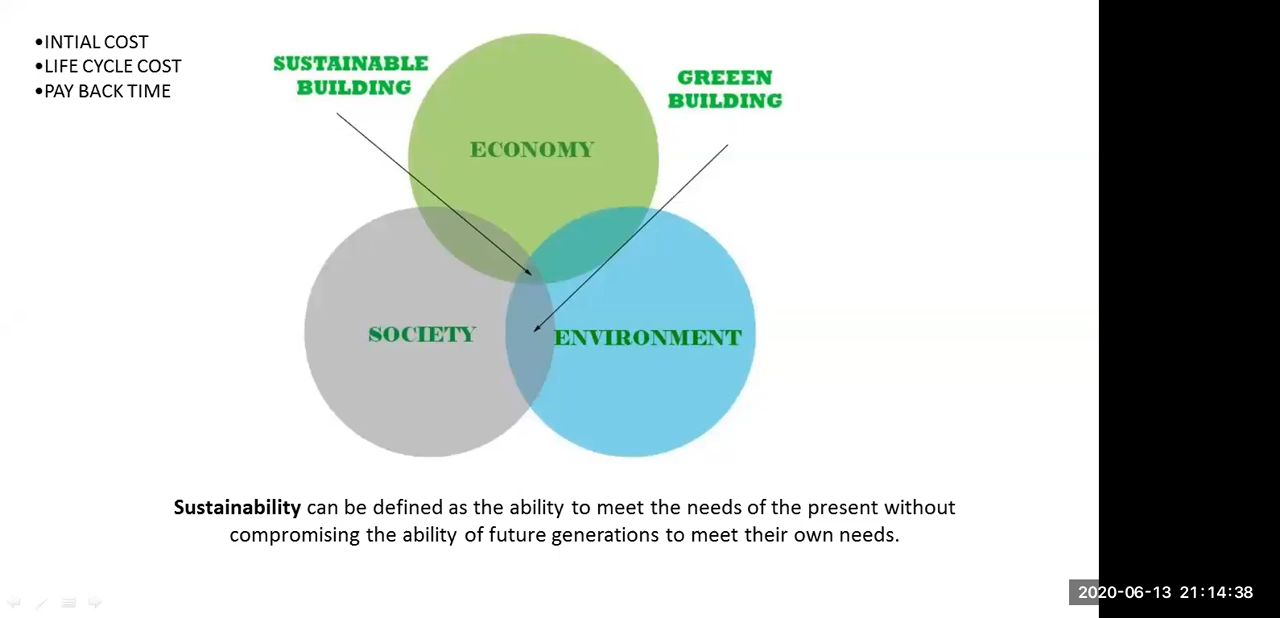 •INTIAL COST
•LIFE CYCLE COST
•PAY BACK TIME
SUSTAINABLE
BUILDING
GREEEN
BUILDING
ECONOMY
SOCIETY
ENVIRONMENT
Sustainability can be defined as the ability to meet the needs of the present without
compromising the ability of future generations to meet their own needs.
2020-06-13 21:14:38